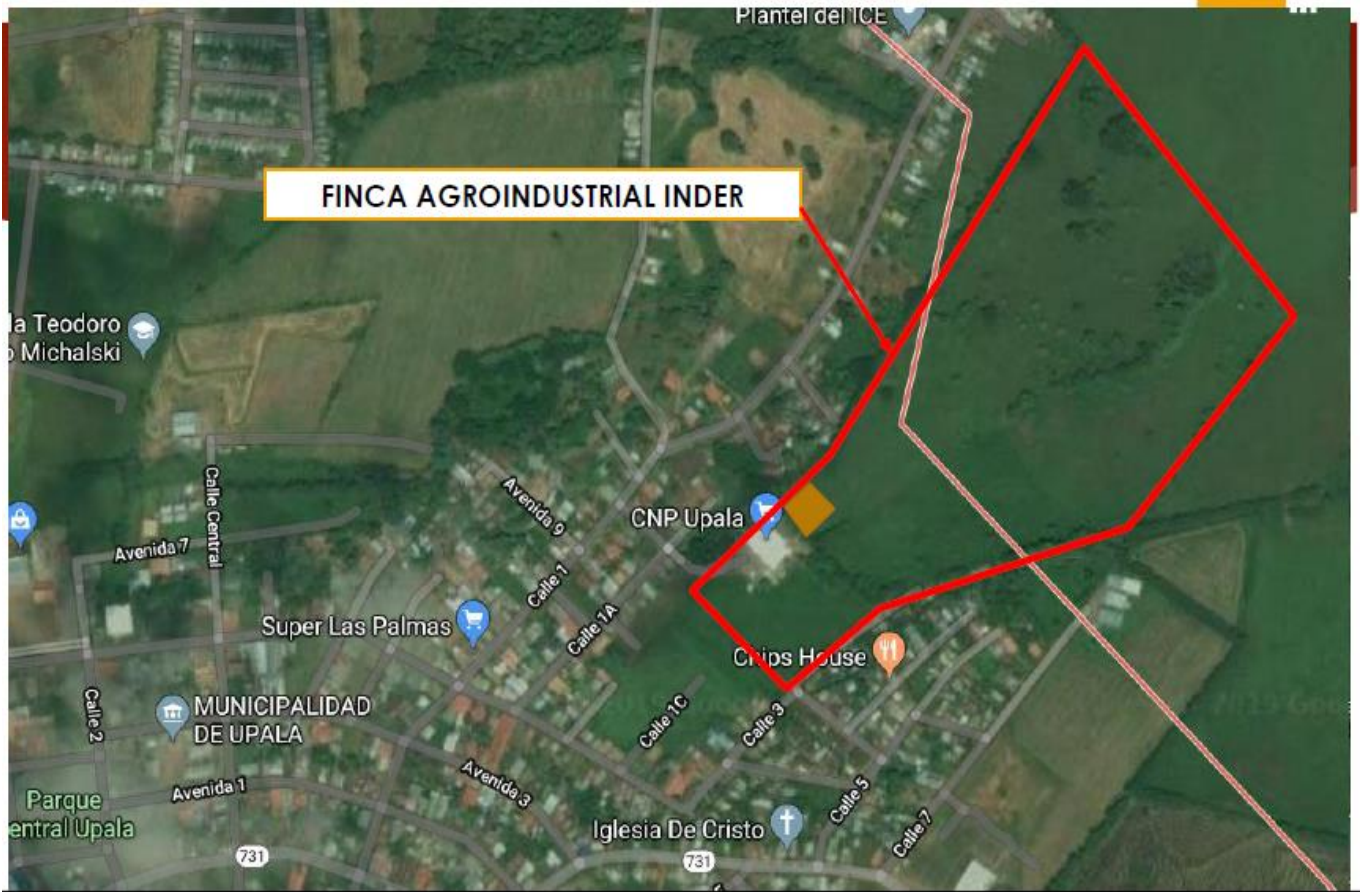 Plantel del ICE
FINCA AGROINDUSTRIAL INDER
la Teodoro
o Michalski
Calle Central
Avenida 9
CNP Upala
Avenida 7
Calle 1
Super Las Palmas
Calle 1A
Chips House
Calle 2
MUNICIPALIDAD
DE UPALA
Calle 1C
Calle 3
Avenida 1
Avenida 3
Parque
entral Upala
Iglesia De Cristo
Calle 5
Calle 7
731
731